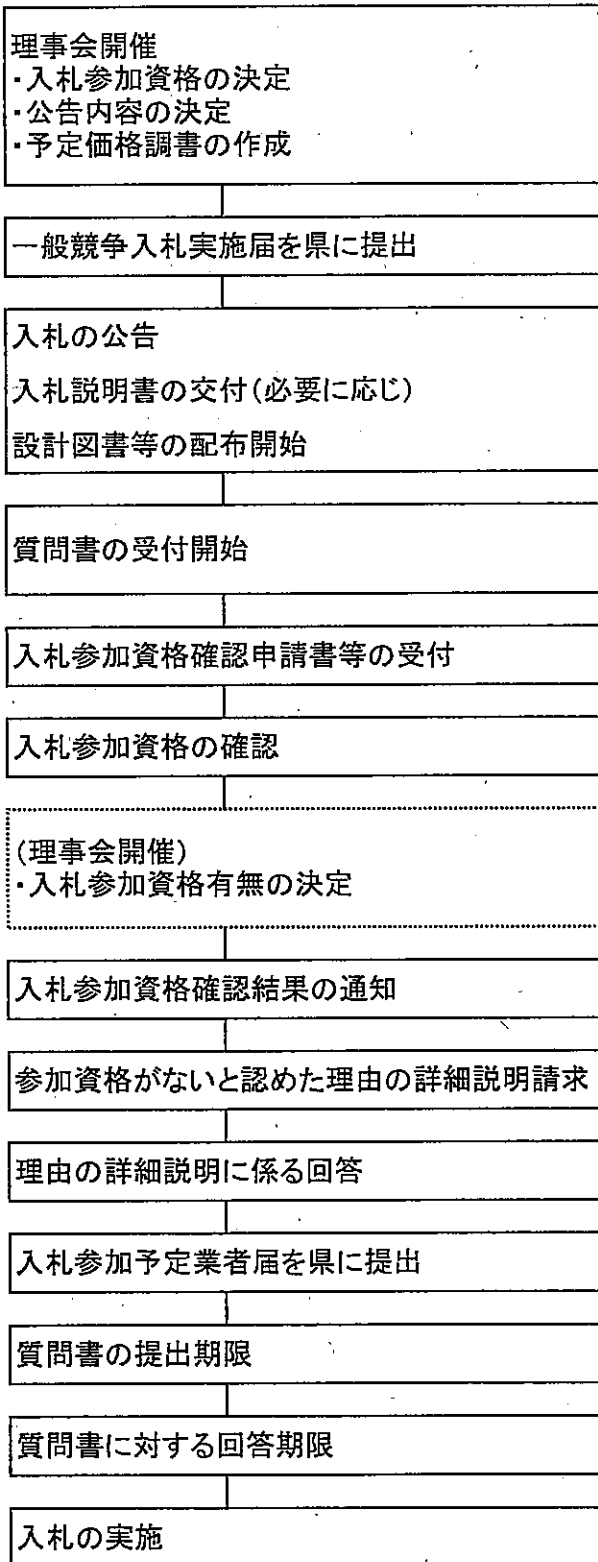 理事会開催
・入札参加資格の決定
・公告内容の決定
・予定価格調書の作成
一般競争入札実施届を県に提出
入札の公告
入札説明書の交付(必要に応じ)
設計図書等の配布開始
質問書の受付開始
入札参加資格確認申請書等の受付
入札参加資格の確認
(理事会開催)
・入札参加資格有無の決定
入札参加資格確認結果の通知
参加資格がないと認めた理由の詳細説明請求
理由の詳細説明に係る回答
入札参加予定業者届を県に提出
質問書の提出期限
質問書に対する回答期限
入札の実施